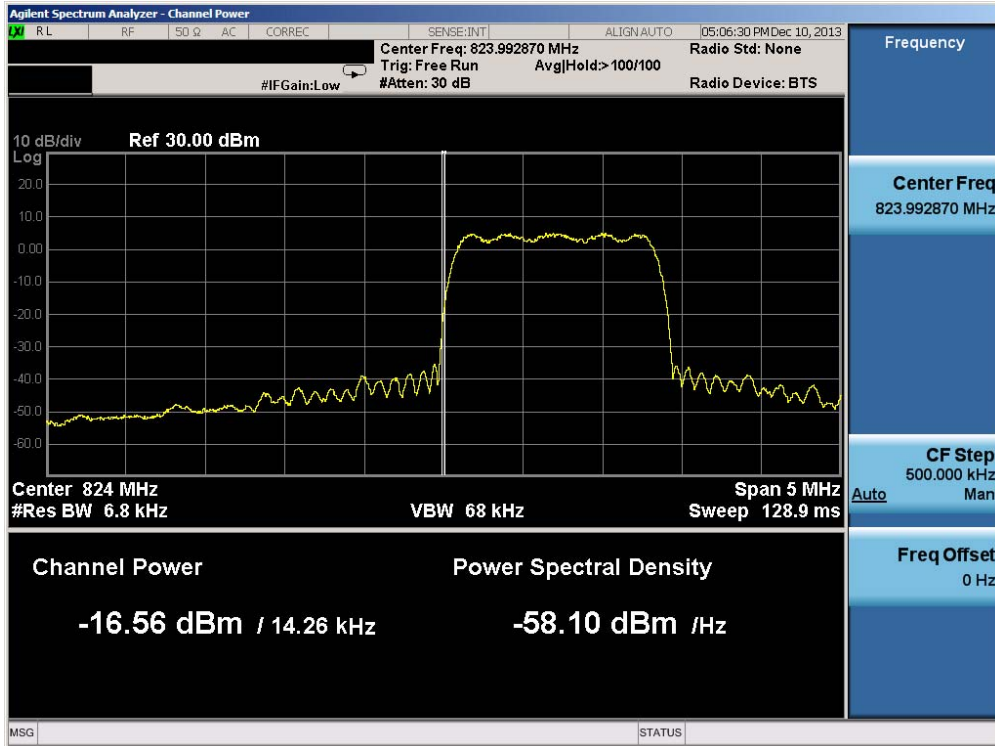 Agilent Spectrum Analyzer - Channel Power
LXI RL RF 50 Ω AC CORREC SENSE:INT ALIGN AUTO 05:06:30 PM Dec 10, 2013
Center Freq: 823.992870 MHz Radio Std: None
Trig: Free Run Avg|Hold:> 100/100
#IFGain:Low #Atten: 30 dB Radio Device: BTS
10 dB/div Ref 30.00 dBm
Log
20.0
10.0
0.00
-10.0
-20.0
-30.0
-40.0
-50.0
-60.0
Center 824 MHz Span 5 MHz
#Res BW 6.8 kHz VBW 68 kHz Sweep 128.9 ms
Channel Power Power Spectral Density
-16.56 dBm / 14.26 kHz -58.10 dBm /Hz
Frequency
Center Freq
823.992870 MHz
CF Step
500.000 kHz
Auto Man
Freq Offset
0 Hz
MSG STATUS